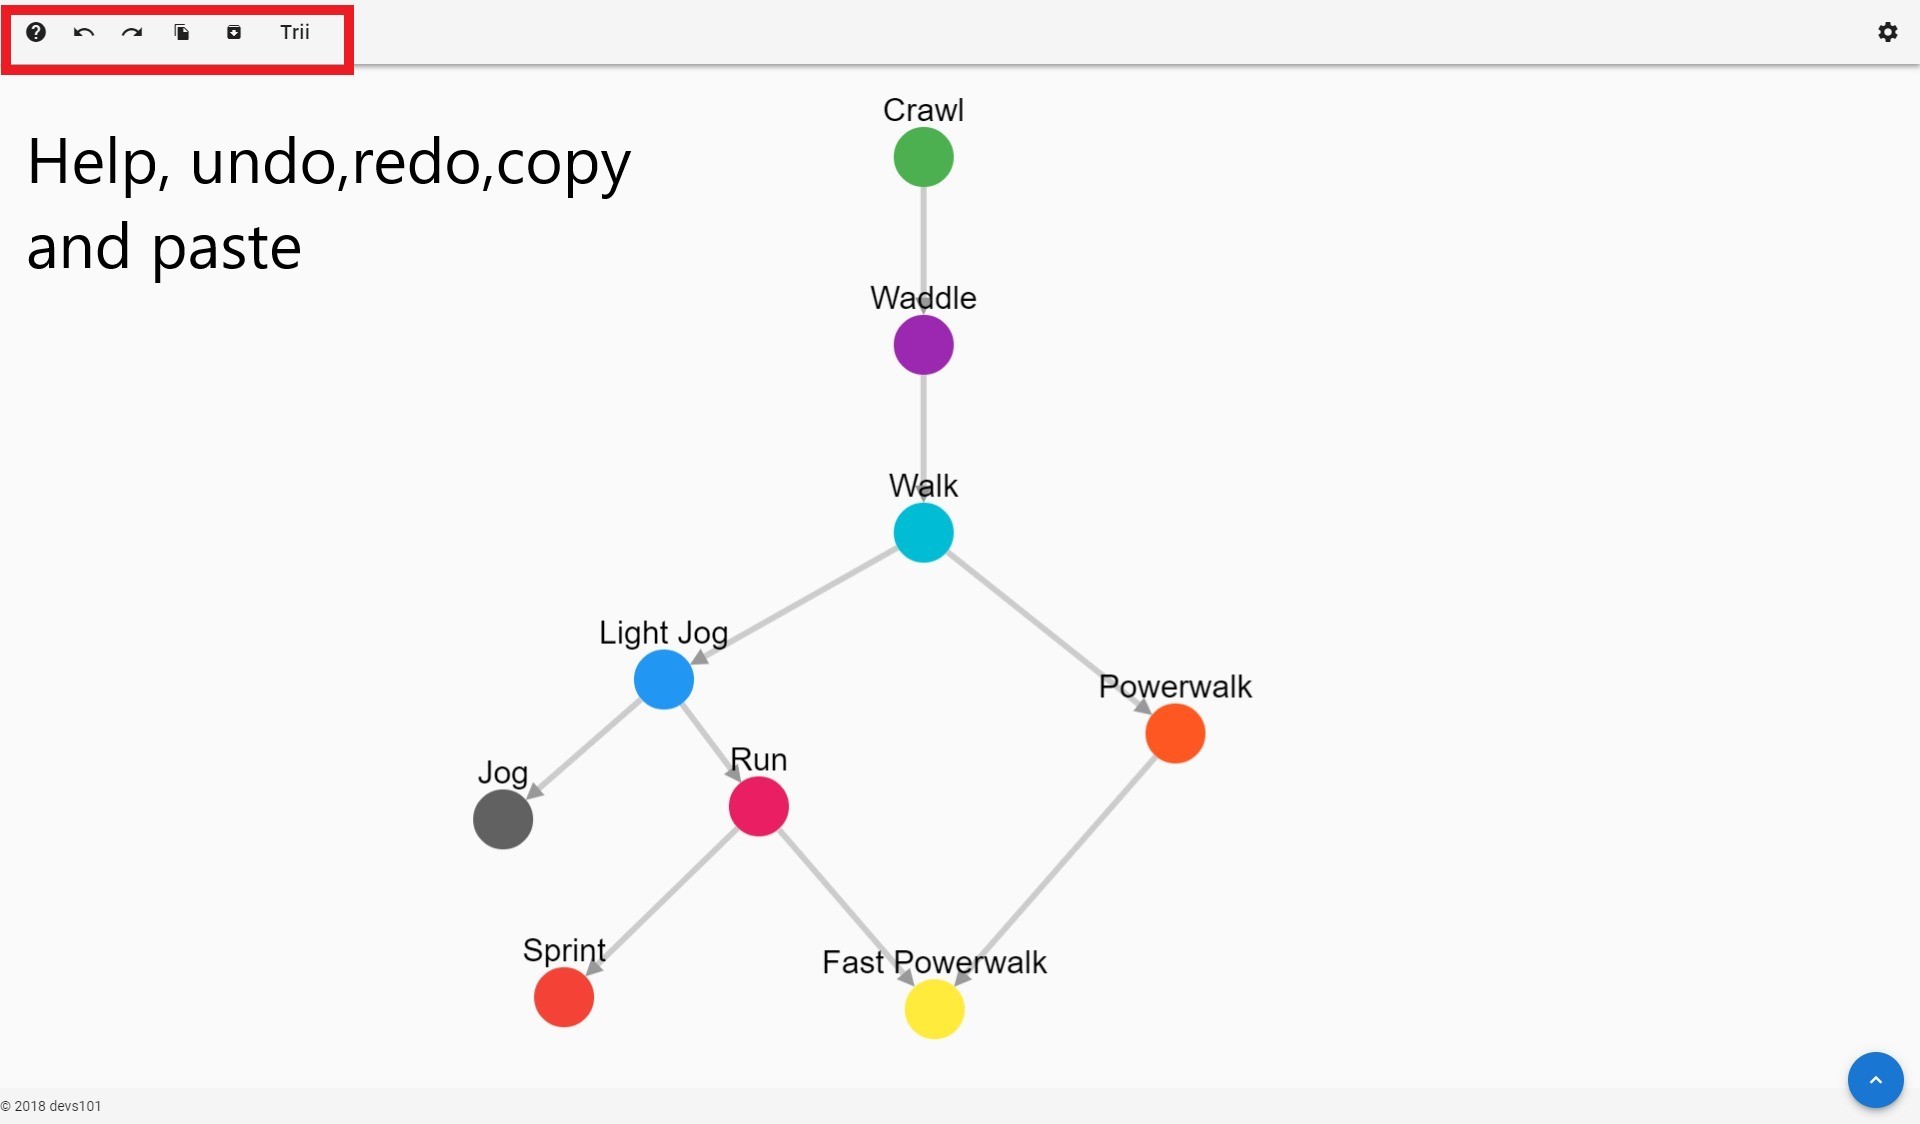 Trii
Help, undo,redo,copy
and paste
Crawl
Waddle
Walk
Light Jog
Powerwalk
Run
Jog
Sprint
Fast Powerwalk
© 2018 devs101